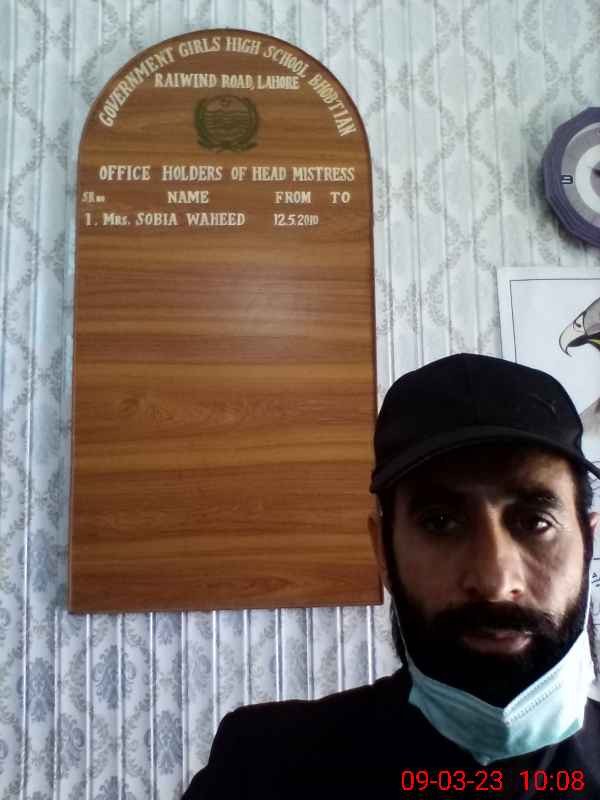 GOVERNMENT GIRLS HIGH SCHOOL BHOBTIAN
RAIWIND ROAD, LAHORE
OFFICE HOLDERS OF HEAD MISTRESS
SR NO NAME FROM TO
1. MRS. SOBIA WAHEED 12.5.2010
09-03-23 10:08